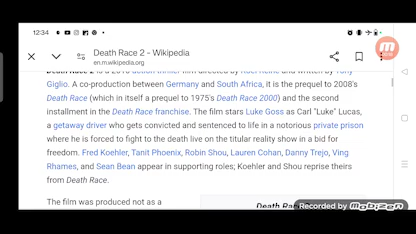 12:34
Death Race 2 - Wikipedia
en.m.wikipedia.org
Death Race 2 is a 2010 action thriller film directed by Roel Reiné and written by Tony
Giglio. A co-production between Germany and South Africa, it is the prequel to 2008's
Death Race (which in itself a prequel to 1975's Death Race 2000) and the second
installment in the Death Race franchise. The film stars Luke Goss as Carl "Luke" Lucas,
a getaway driver who gets convicted and sentenced to life in a notorious private prison
where he is forced to fight to the death live on the titular reality show in a bid for
freedom. Fred Koehler, Tanit Phoenix, Robin Shou, Lauren Cohan, Danny Trejo, Ving
Rhames, and Sean Bean appear in supporting roles; Koehler and Shou reprise theirs
from Death Race.
The film was produced not as a
Death Rac
Recorded by Mobizen